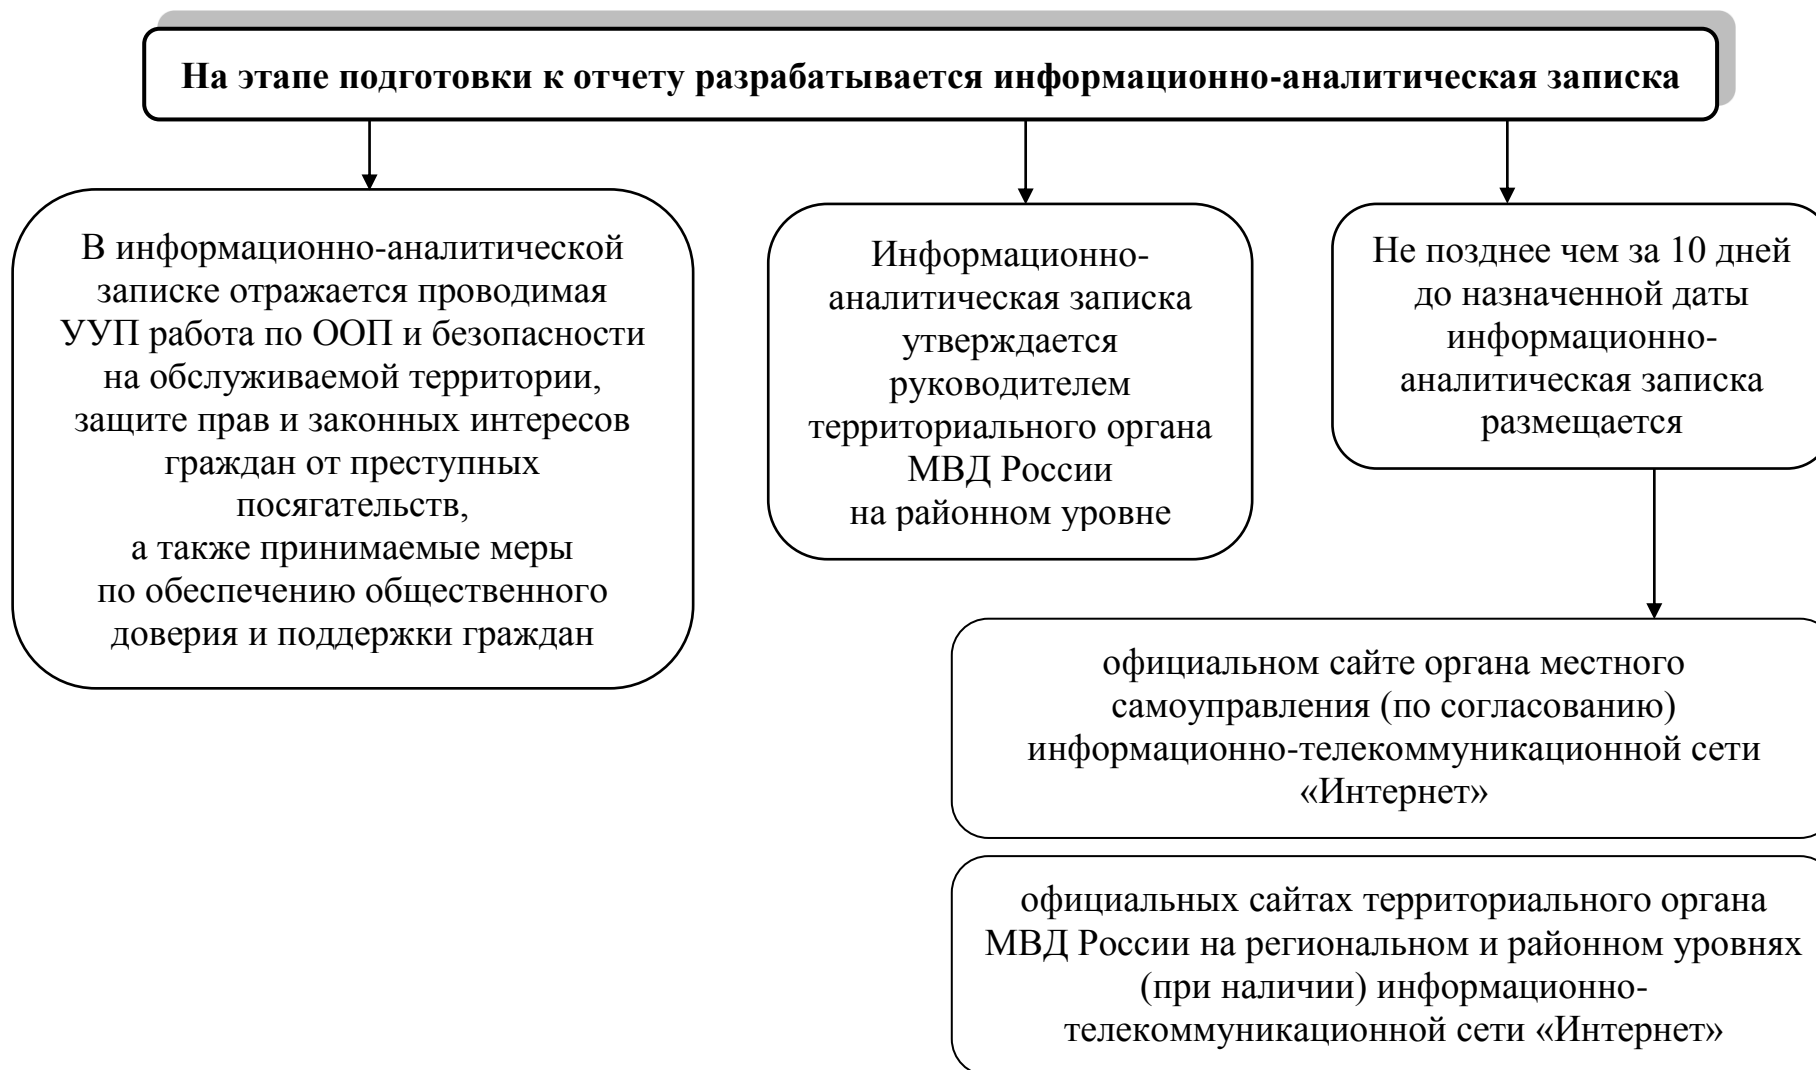 На этапе подготовки к отчету разрабатывается информационно-аналитическая записка
В информационно-аналитической
записке отражается проводимая
УУП работа по ООП и безопасности
на обслуживаемой территории,
защите прав и законных интересов
граждан от преступных
посягательств,
а также принимаемые меры
по обеспечению общественного
доверия и поддержки граждан
Информационно-
аналитическая записка
утверждается
руководителем
территориального органа
МВД России
на районном уровне
Не позднее чем за 10 дней
до назначенной даты
информационно-
аналитическая записка
размещается
официальном сайте органа местного
самоуправления (по согласованию)
информационно-телекоммуникационной сети
«Интернет»
официальных сайтах территориального органа
МВД России на региональном и районном уровнях
(при наличии) информационно-
телекоммуникационной сети «Интернет»